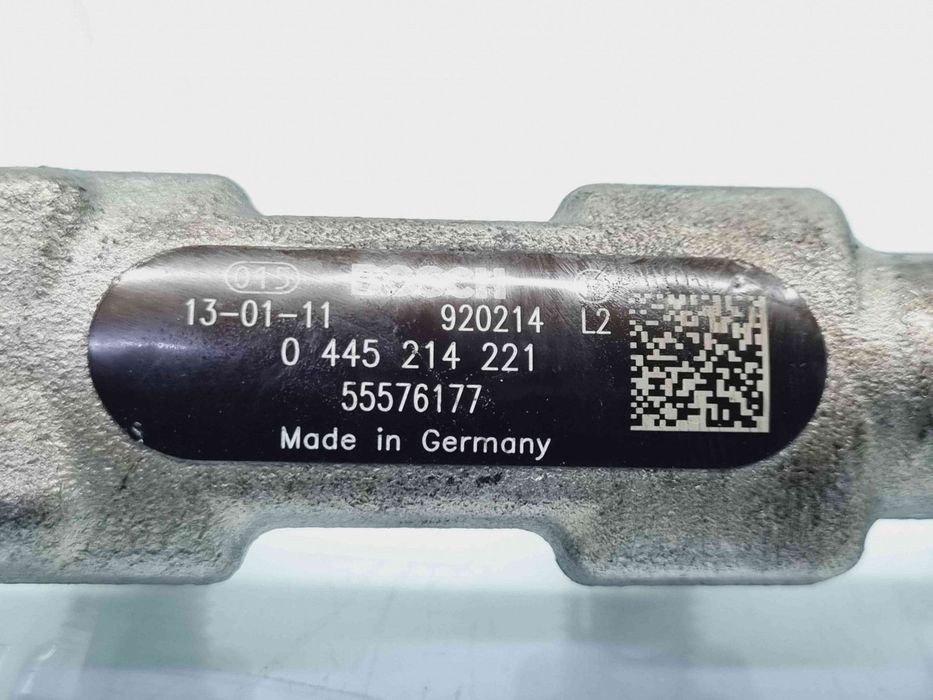 015 BOSCH
13-01-11 920214 L2
0 445 214 221
55576177
Made in Germany